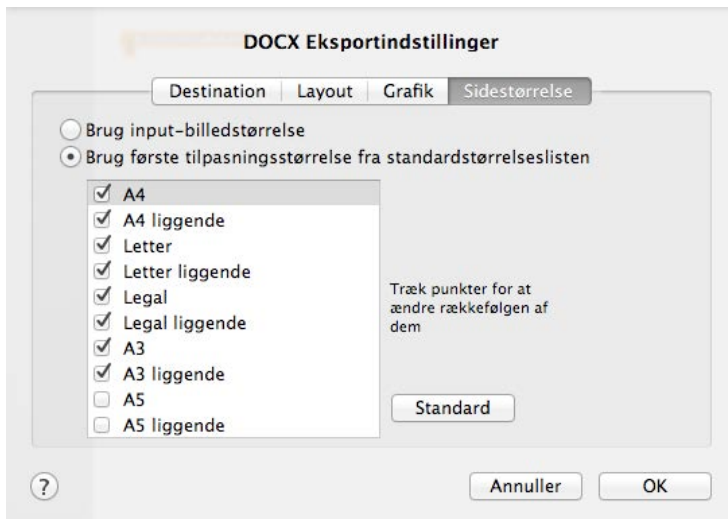 DOCX Eksportindstillinger
Destination Layout Grafik Sidestørrelse
Brug input-billedstørrelse
Brug første tilpasningsstørrelse fra standardstørrelseslisten
A4
A4 liggende
Letter
Letter liggende
Legal
Legal liggende
A3
A3 liggende
A5
A5 liggende
Træk punkter for at
ændre rækkefølgen af
dem
Standard
?
Annuller
OK